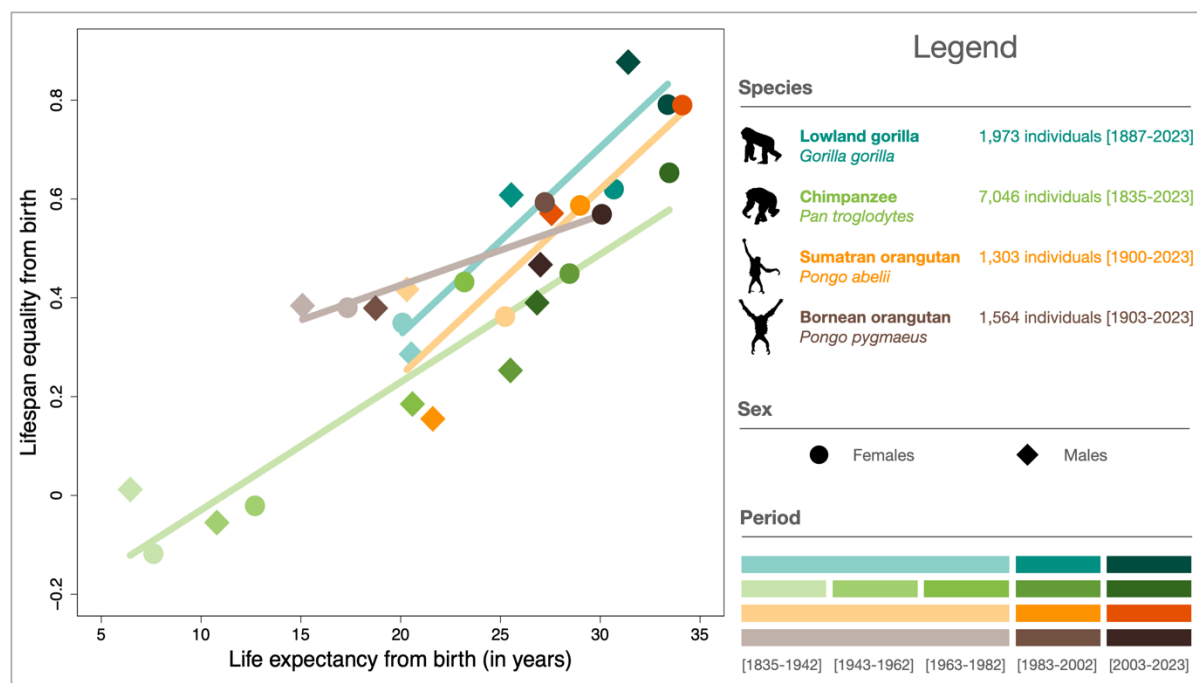 Legend
Species
Lowland gorilla 1,973 individuals [1887-2023]
Gorilla gorilla
Chimpanzee 7,046 individuals [1835-2023]
Pan troglodytes
Sumatran orangutan 1,303 individuals [1900-2023]
Pongo abelii
Bornean orangutan 1,564 individuals [1903-2023]
Pongo pygmaeus
Sex
Females Males
Period
[1835-1942] [1943-1962] [1963-1982] [1983-2002] [2003-2023]
Lifespan equality from birth
0.8
0.6
0.4
0.2
0
−0.2
5 10 15 20 25 30 35
Life expectancy from birth (in years)